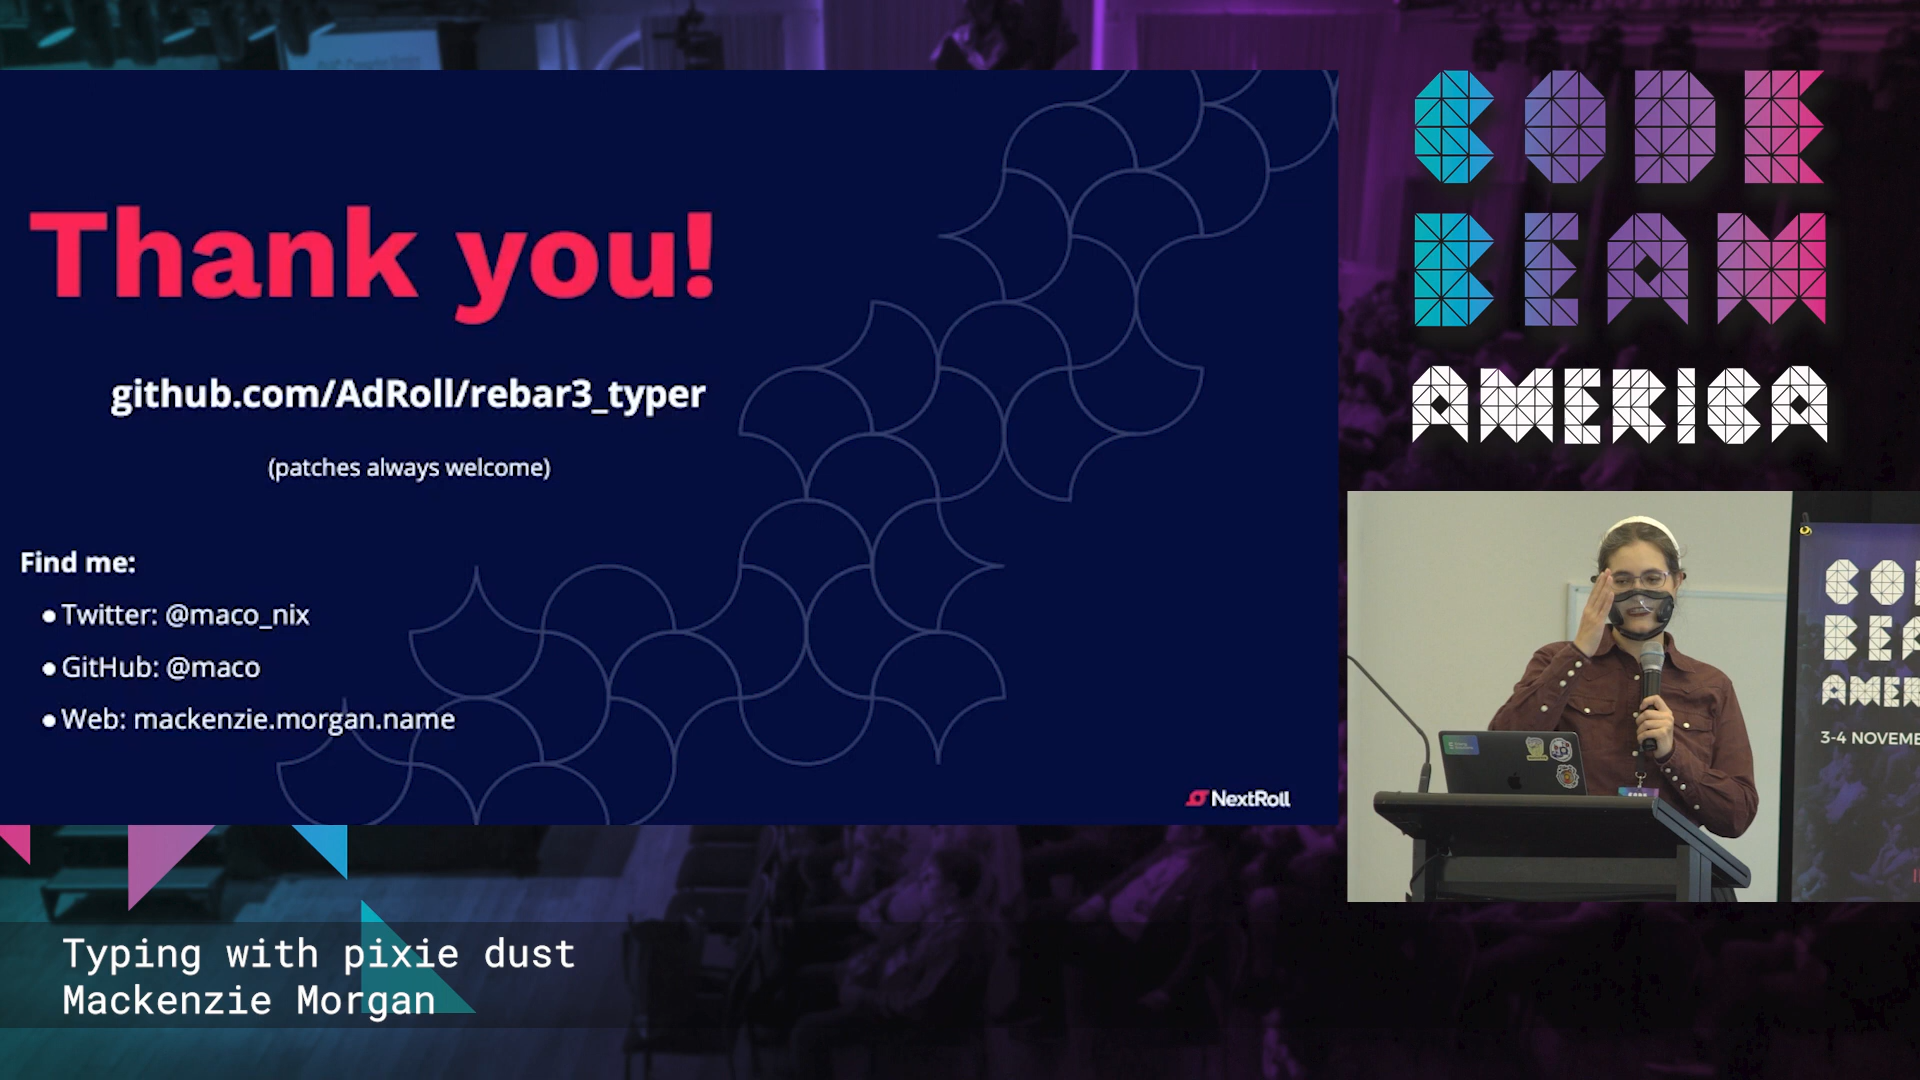 Thank you!
github.com/AdRoll/rebar3_typer
(patches always welcome)
Find me:
Twitter: @maco_nix
GitHub: @maco
Web: mackenzie.morgan.name
NextRoll
CODE
BEAM
AMERICA
3-4 NOVEM
Typing with pixie dust
Mackenzie Morgan